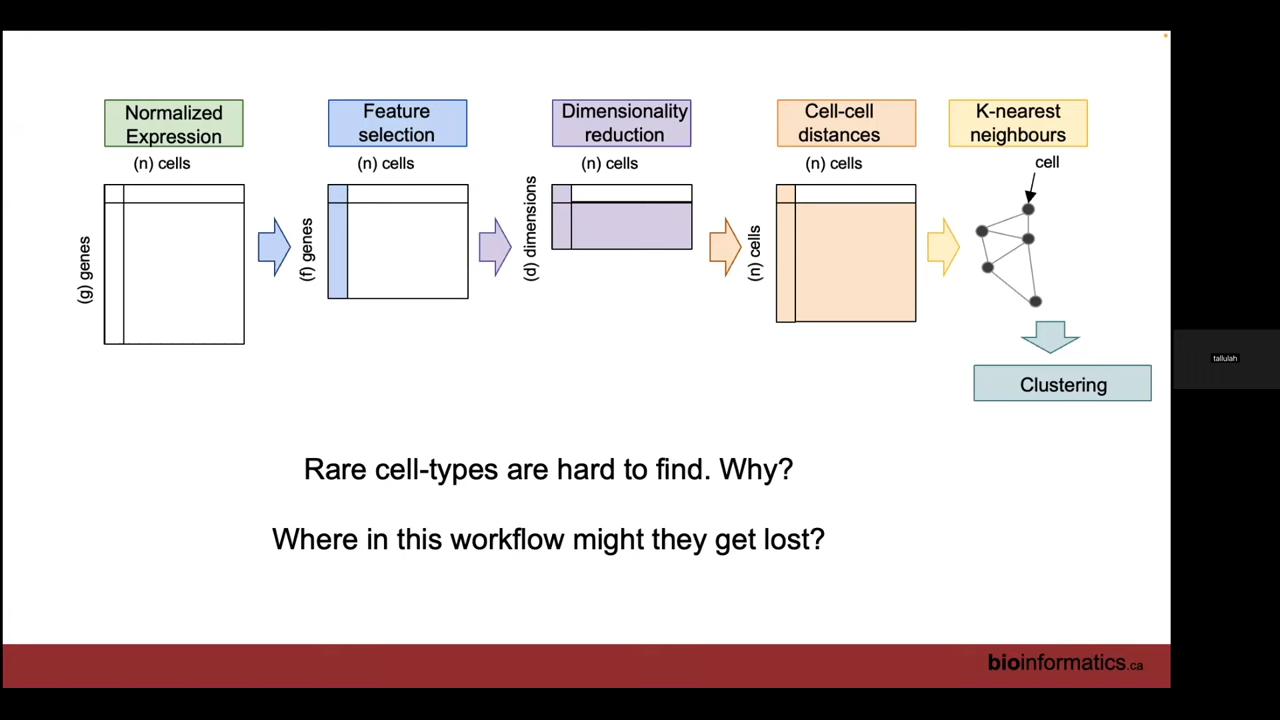 Normalized
Expression
Feature
selection
Dimensionality
reduction
Cell-cell
distances
K-nearest
neighbours
(n) cells
(n) cells
(n) cells
(n) cells
cell
(g) genes
(f) genes
(d) dimensions
(n) cells
Clustering
tallulah
Rare cell-types are hard to find. Why?
Where in this workflow might they get lost?
bioinformatics.ca